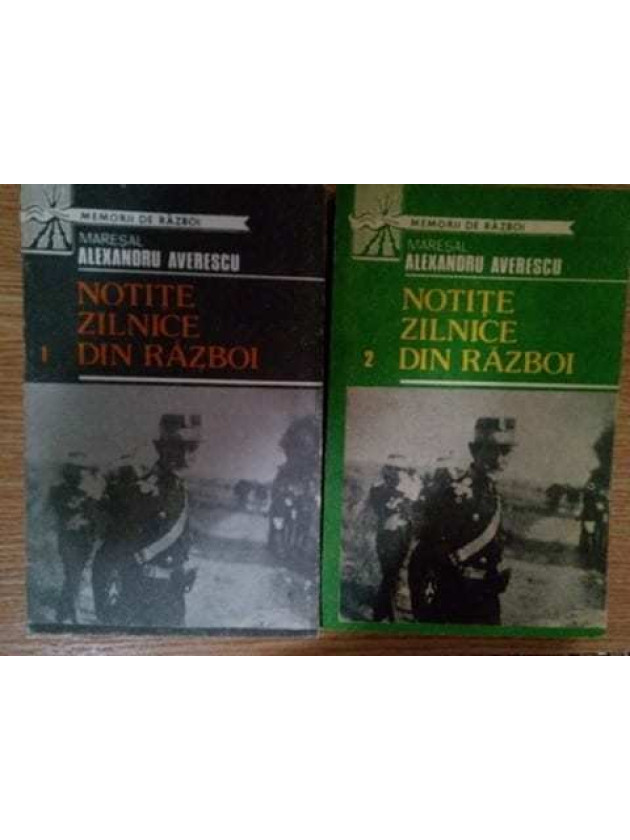 MEMORII DE RĂZBOI
MAREȘAL
ALEXANDRU AVERESCU
NOTIȚE
ZILNICE
1 DIN RĂZBOI
MEMORII DE RĂZBOI
MAREȘAL
ALEXANDRU AVERESCU
NOTIȚE
ZILNICE
2 DIN RĂZBOI